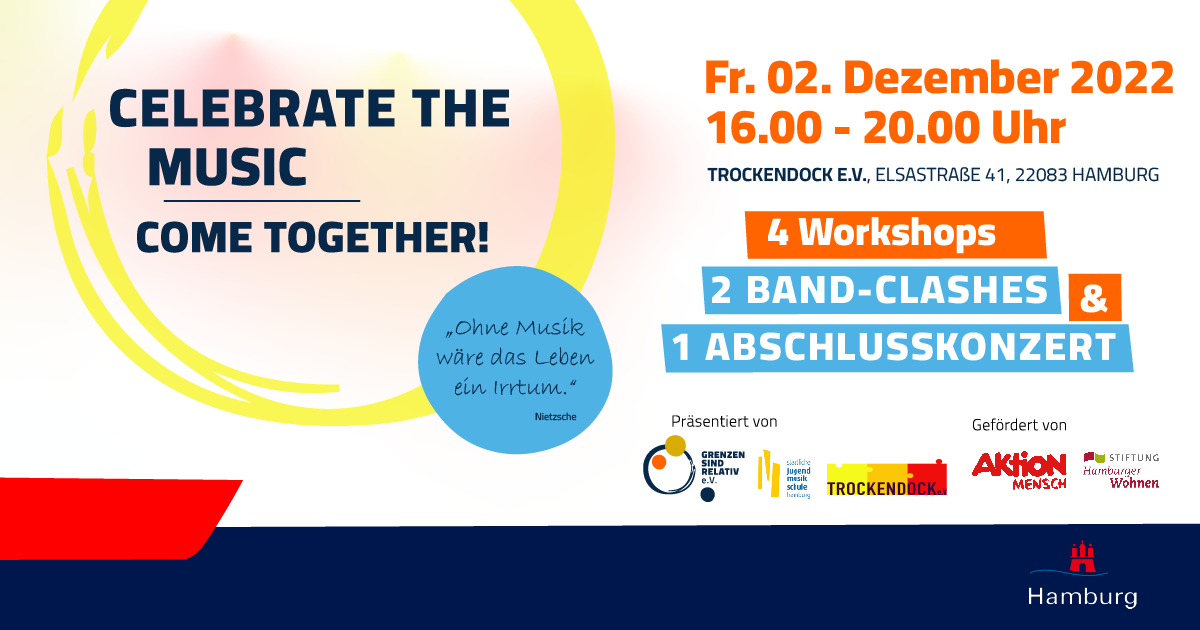 CELEBRATE THE
MUSIC
COME TOGETHER!
„Ohne Musik
wäre das Leben
ein Irrtum.“
Nietzsche
Fr. 02. Dezember 2022
16.00 - 20.00 Uhr
TROCKENDOCK E.V., ELSASTRAßE 41, 22083 HAMBURG
4 Workshops
2 BAND-CLASHES &
1 ABSCHLUSSKONZERT
Präsentiert von
GRENZEN
SIND
RELATIV
e.V.
staatliche
jugend
musik
schule
hamburg
TROCKENDOCK e.V.
Gefördert von
AKTION
MENSCH
STIFTUNG
Hamburger
Wohnen
Hamburg